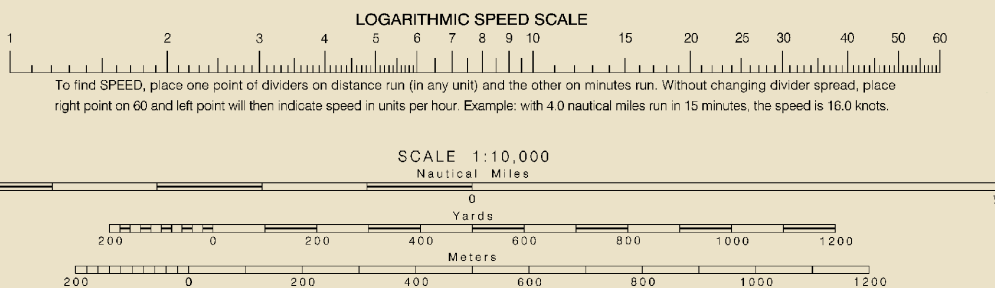 LOGARITHMIC SPEED SCALE
1 2 3 4 5 6 7 8 9 10 15 20 25 30 40 50 60
To find SPEED, place one point of dividers on distance run (in any unit) and the other on minutes run. Without changing divider spread, place
right point on 60 and left point will then indicate speed in units per hour. Example: with 4.0 nautical miles run in 15 minutes, the speed is 16.0 knots.
SCALE 1:10,000
Nautical Miles
0
Yards
200 0 200 400 600 800 1000 1200
Meters
200 0 200 400 600 800 1000 1200